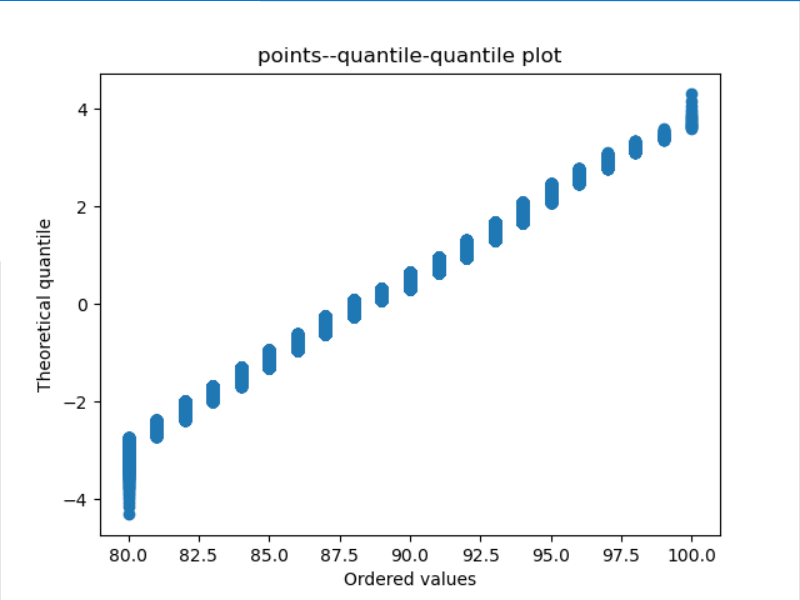 points--quantile-quantile plot
4
2
0
−2
−4
Theoretical quantile
80.0 82.5 85.0 87.5 90.0 92.5 95.0 97.5 100.0
Ordered values